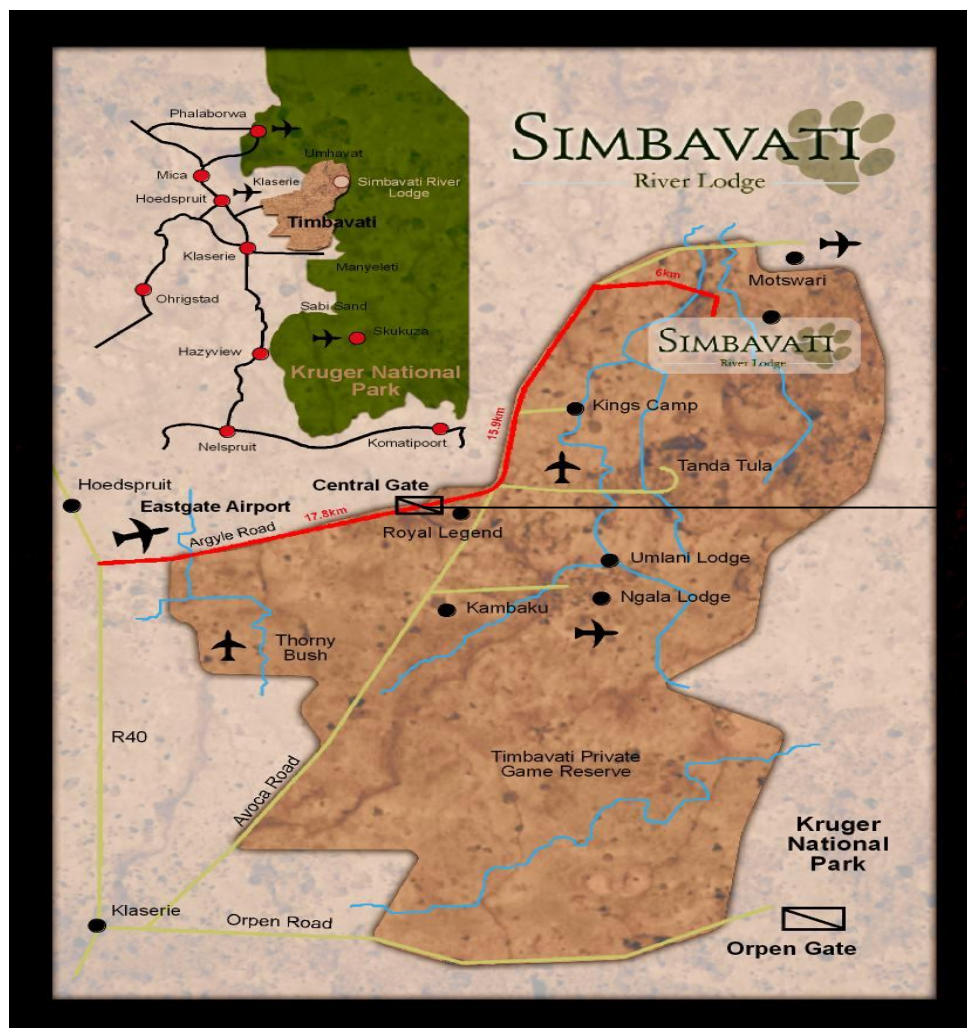 SIMBAVATI
River Lodge
Phalaborwa
Umhavat
Mica
Klaserie
Simbavati River
Lodge
Hoedspruit
Timbavati
Klaserie
Manyeleti
Ohrigstad
Sabi Sand
Skukuza
Hazyview
Kruger National
Park
Nelspruit
Komatipoort
6km
Motswari
SIMBAVATI
River Lodge
15.9km
Kings Camp
Tanda Tula
Hoedspruit
Central Gate
Eastgate Airport
17.8km
Argyle Road
Royal Legend
Umlani Lodge
Ngala Lodge
Kambaku
Thorny
Bush
R40
Timbavati Private
Game Reserve
Avoca Road
Kruger
National
Park
Klaserie
Orpen Road
Orpen Gate